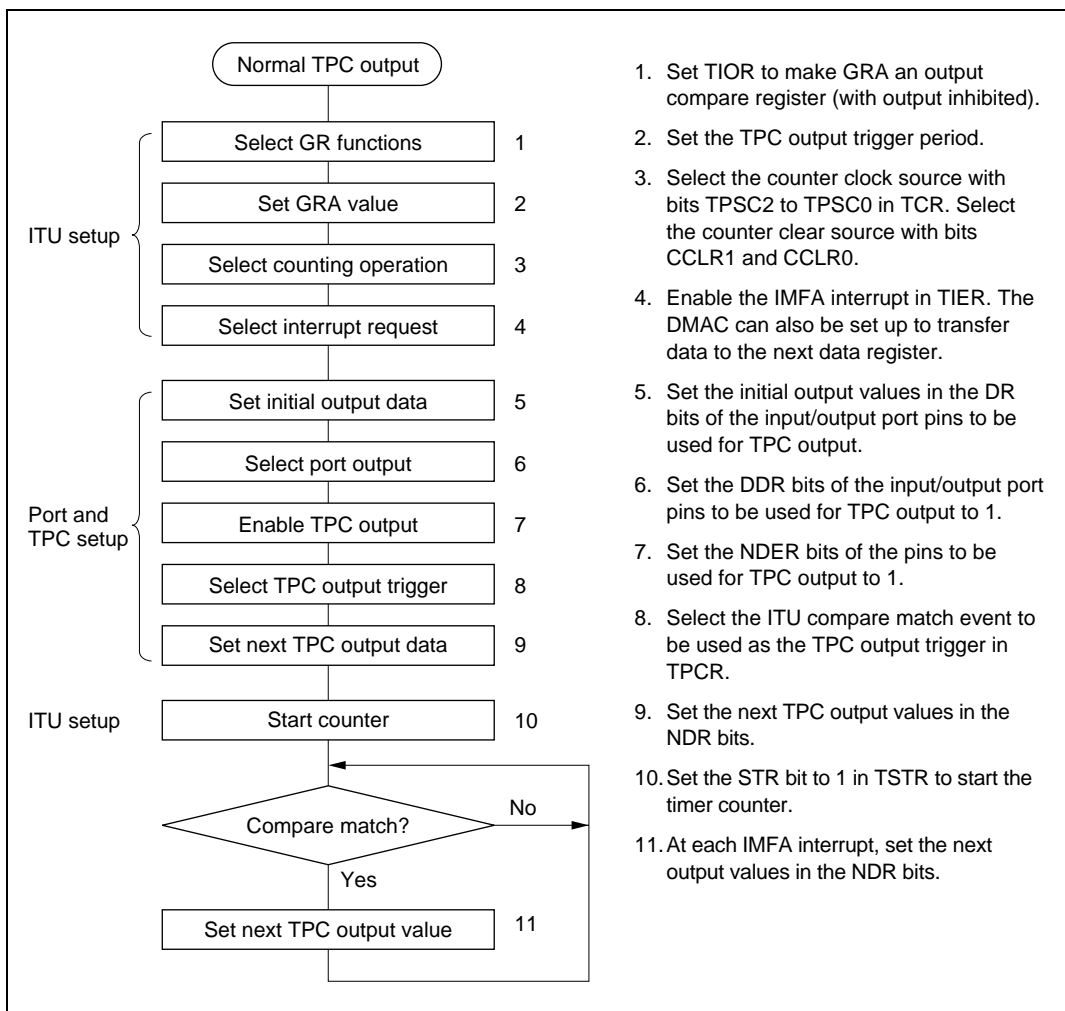 Normal TPC output
ITU setup
Select GR functions 1
Set GRA value 2
Select counting operation 3
Select interrupt request 4
Port and
TPC setup
Set initial output data 5
Select port output 6
Enable TPC output 7
Select TPC output trigger 8
Set next TPC output data 9
ITU setup
Start counter 10
Compare match?
No
Yes
Set next TPC output value 11
1. Set TIOR to make GRA an output
compare register (with output inhibited).
2. Set the TPC output trigger period.
3. Select the counter clock source with
bits TPSC2 to TPSC0 in TCR. Select
the counter clear source with bits
CCLR1 and CCLR0.
4. Enable the IMFA interrupt in TIER. The
DMAC can also be set up to transfer
data to the next data register.
5. Set the initial output values in the DR
bits of the input/output port pins to be
used for TPC output.
6. Set the DDR bits of the input/output port
pins to be used for TPC output to 1.
7. Set the NDER bits of the pins to be
used for TPC output to 1.
8. Select the ITU compare match event to
be used as the TPC output trigger in
TPCR.
9. Set the next TPC output values in the
NDR bits.
10. Set the STR bit to 1 in TSTR to start the
timer counter.
11. At each IMFA interrupt, set the next
output values in the NDR bits.